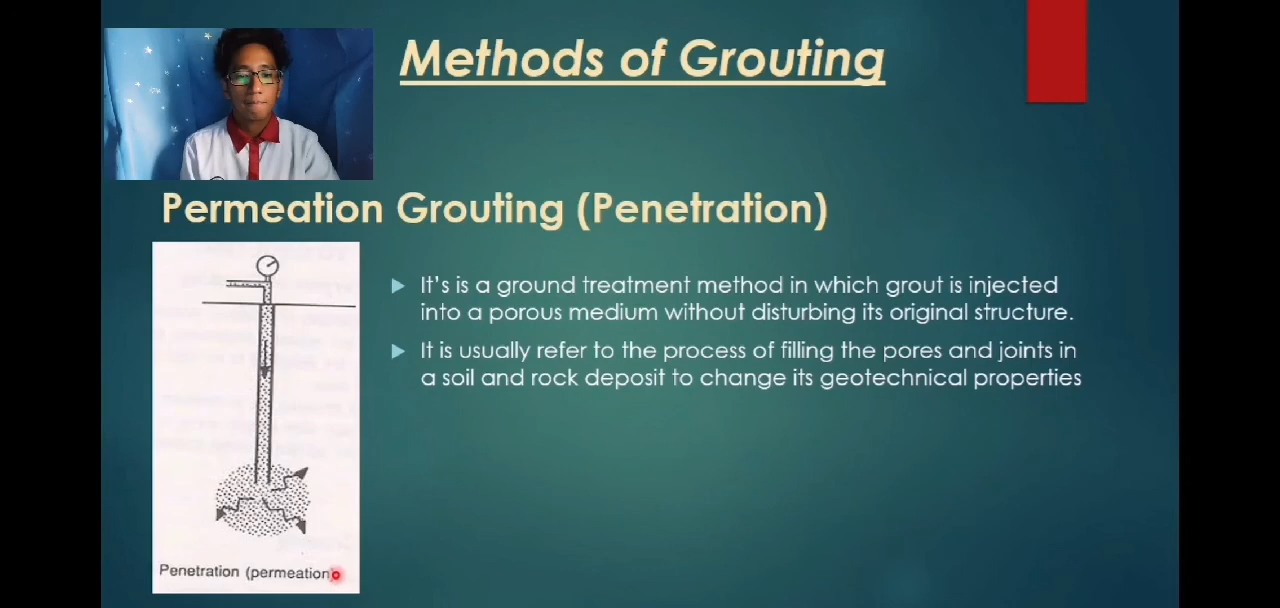 Methods of Grouting
Permeation Grouting (Penetration)
It's is a ground treatment method in which grout is injected
into a porous medium without disturbing its original structure.
It is usually refer to the process of filling the pores and joints in
a soil and rock deposit to change its geotechnical properties
Penetration (permeation)